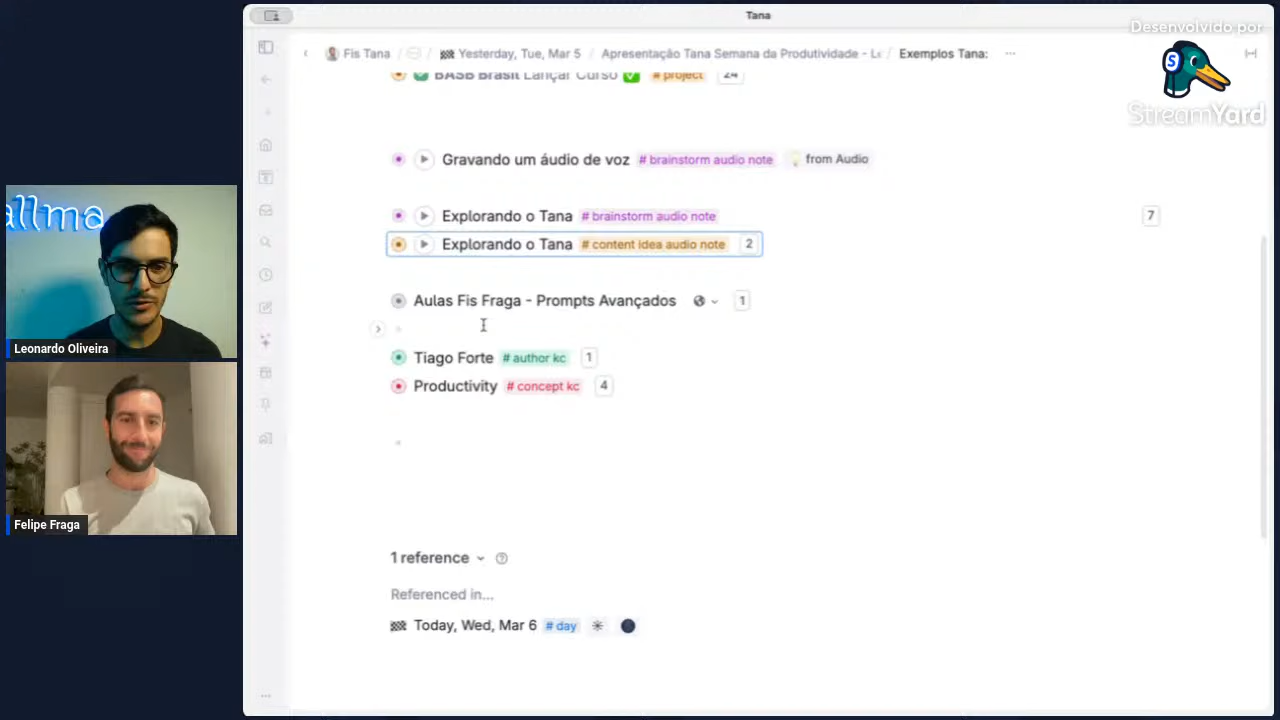 Tana
Desenvolvido por
StreamYard
Fis Tana / / Yesterday, Tue, Mar 5 / Apresentação Tana Semana da Produtividade - Le / Exemplos Tana: ...
BASB Brasil Lançar Curso ✅ # project 24
Gravando um áudio de voz # brainstorm audio note from Audio
Explorando o Tana # brainstorm audio note 7
Explorando o Tana # content idea audio note 2
Aulas Fis Fraga - Prompts Avançados 1
Tiago Forte # author kc 1
Productivity # concept kc 4
1 reference
Referenced in...
Today, Wed, Mar 6 # day
allma
Leonardo Oliveira
Felipe Fraga